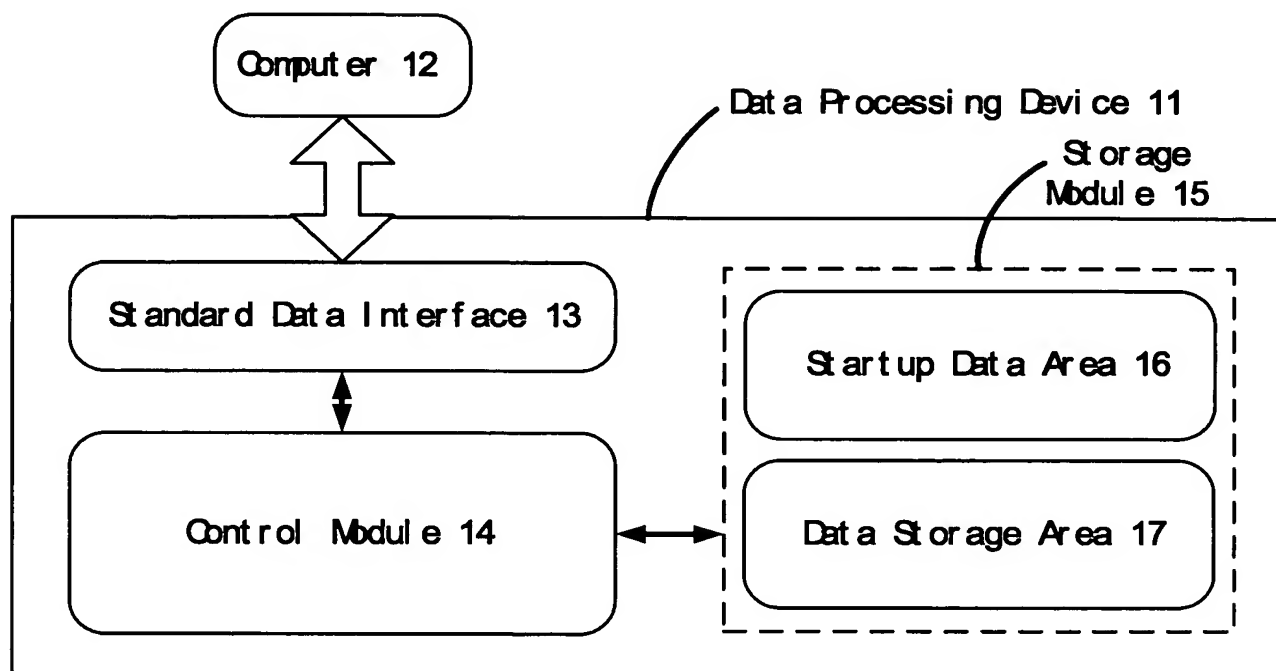 Computer 12
Data Processing Device 11
Storage
Module 15
Standard Data Interface 13
Startup Data Area 16
Control Module 14
Data Storage Area 17